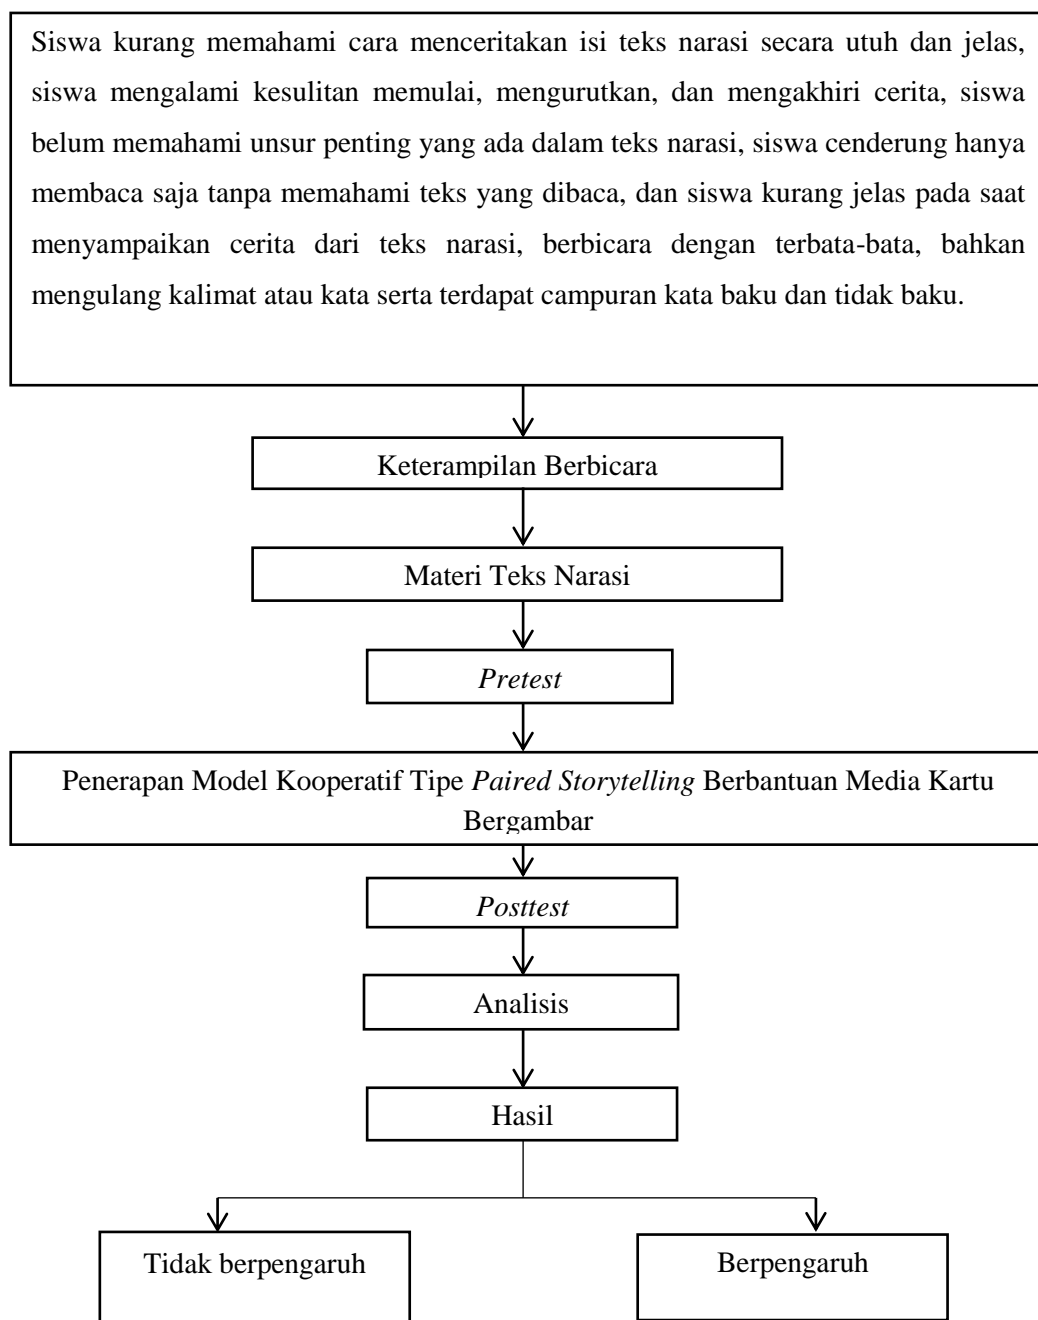 Siswa kurang memahami cara menceritakan isi teks narasi secara utuh dan jelas,
siswa mengalami kesulitan memulai, mengurutkan, dan mengakhiri cerita, siswa
belum memahami unsur penting yang ada dalam teks narasi, siswa cenderung hanya
membaca saja tanpa memahami teks yang dibaca, dan siswa kurang jelas pada saat
menyampaikan cerita dari teks narasi, berbicara dengan terbata-bata, bahkan
mengulang kalimat atau kata serta terdapat campuran kata baku dan tidak baku.
Keterampilan Berbicara
Materi Teks Narasi
Pretest
Penerapan Model Kooperatif Tipe Paired Storytelling Berbantuan Media Kartu
Bergambar
Posttest
Analisis
Hasil
Tidak berpengaruh
Berpengaruh